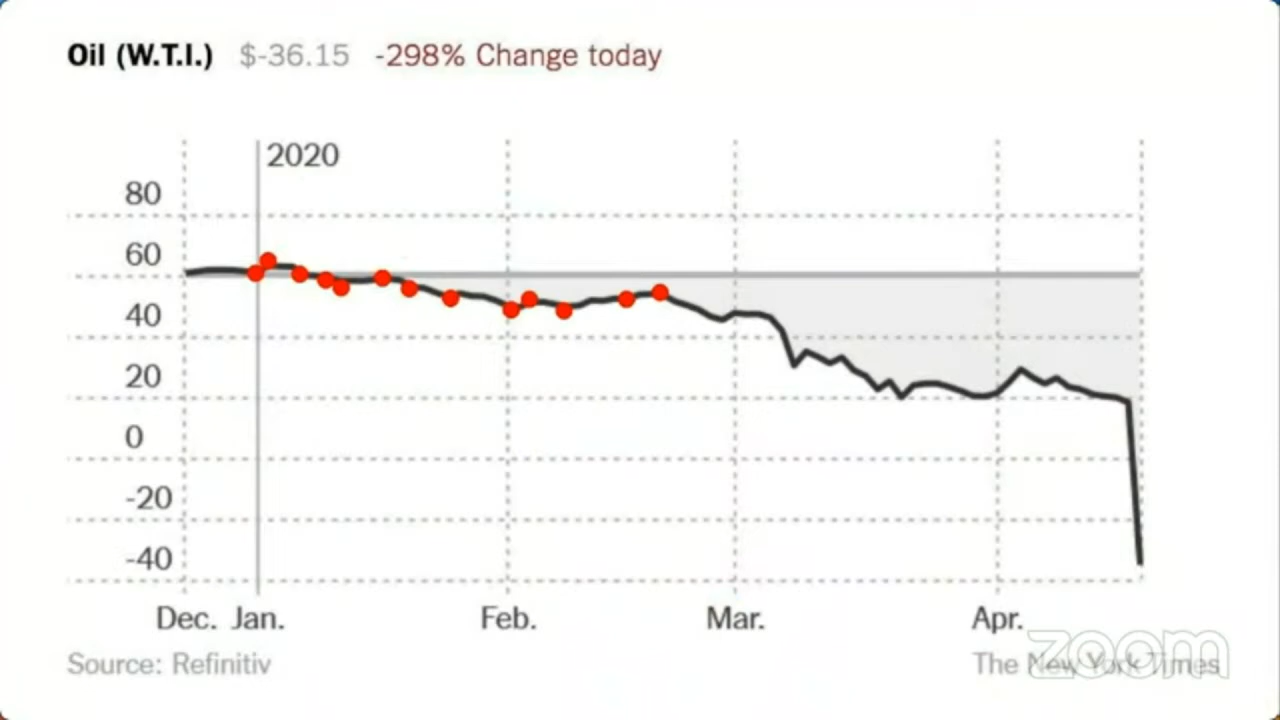 Oil (W.T.I.) $-36.15 -298% Change today
2020
80
60
40
20
0
-20
-40
Dec. Jan. Feb. Mar. Apr.
Source: Refinitiv The New York Times
zoom